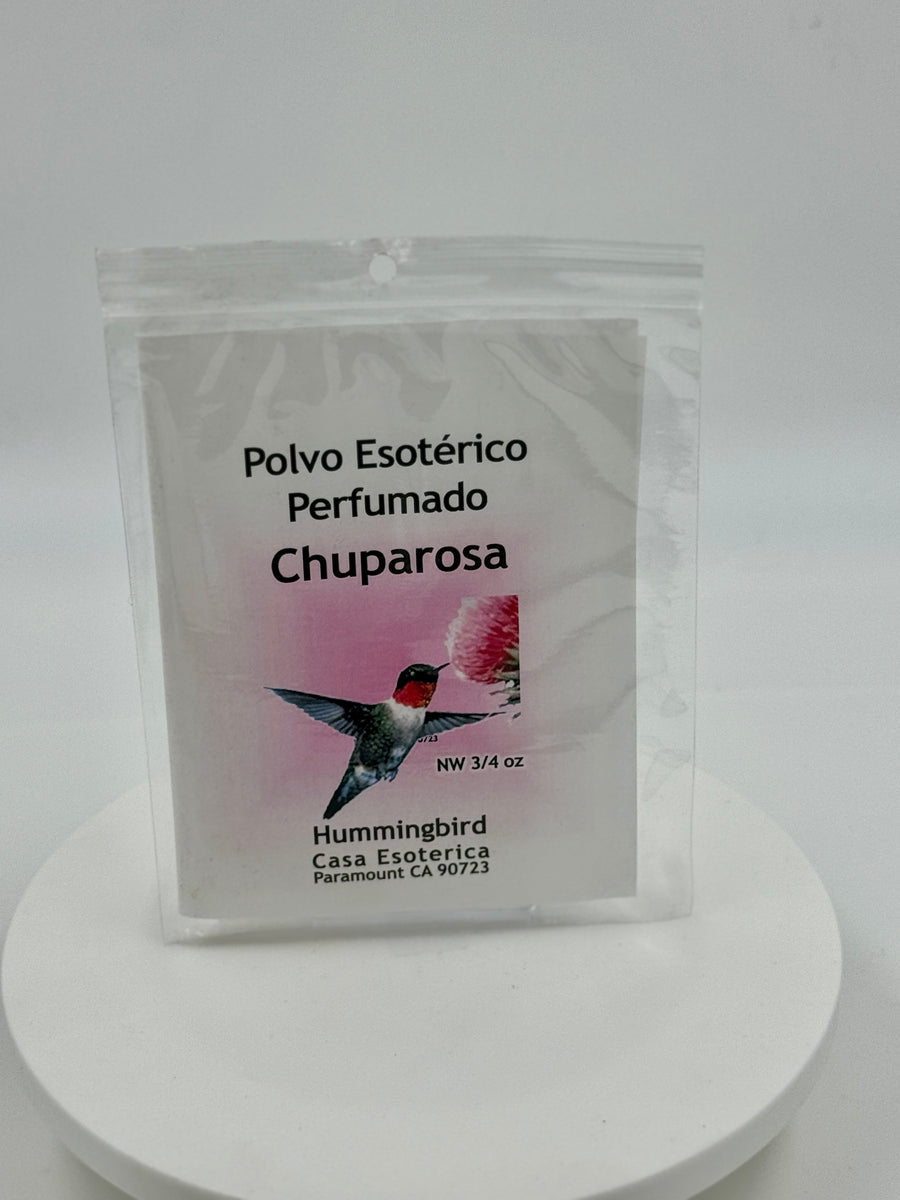 Polvo Esotérico
Perfumado
Chuparosa
NW 3/4 oz
Hummingbird
Casa Esoterica
Paramount CA 90723